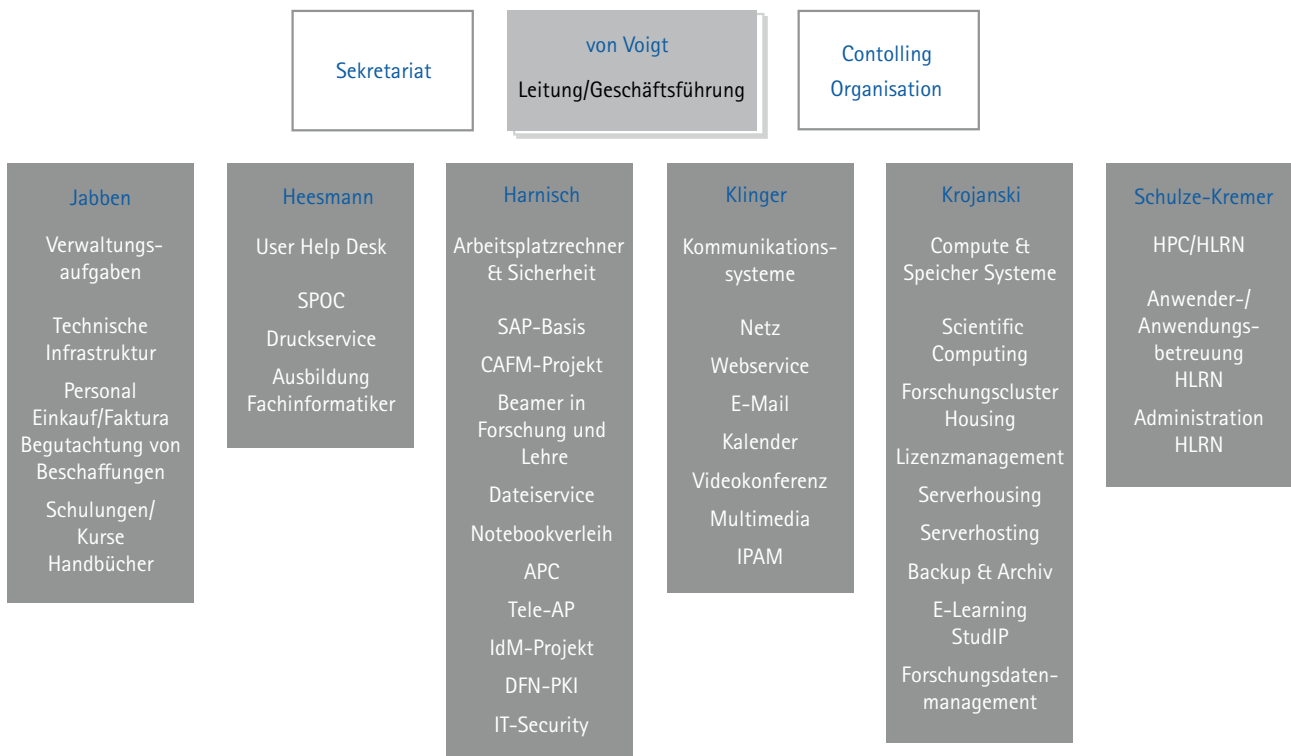 Sekretariat
von Voigt
Leitung/Geschäftsführung
Contolling
Organisation
Jabben
Verwaltungs-
aufgaben
Technische
Infrastruktur
Personal
Einkauf/Faktura
Begutachtung von
Beschaffungen
Schulungen/
Kurse
Handbücher
Heesmann
User Help Desk
SPOC
Druckservice
Ausbildung
Fachinformatiker
Harnisch
Arbeitsplatzrechner
& Sicherheit
SAP-Basis
CAFM-Projekt
Beamer in
Forschung und
Lehre
Dateiservice
Notebookverleih
APC
Tele-AP
IdM-Projekt
DFN-PKI
IT-Security
Klinger
Kommunikations-
systeme
Netz
Webservice
E-Mail
Kalender
Videokonferenz
Multimedia
IPAM
Krojanski
Compute &
Speicher Systeme
Scientific
Computing
Forschungscluster
Housing
Lizenzmanagement
Serverhousing
Serverhosting
Backup & Archiv
E-Learning
StudIP
Forschungsdaten-
management
Schulze-Kremer
HPC/HLRN
Anwender-/
Anwendungs-
betreuung
HLRN
Administration
HLRN